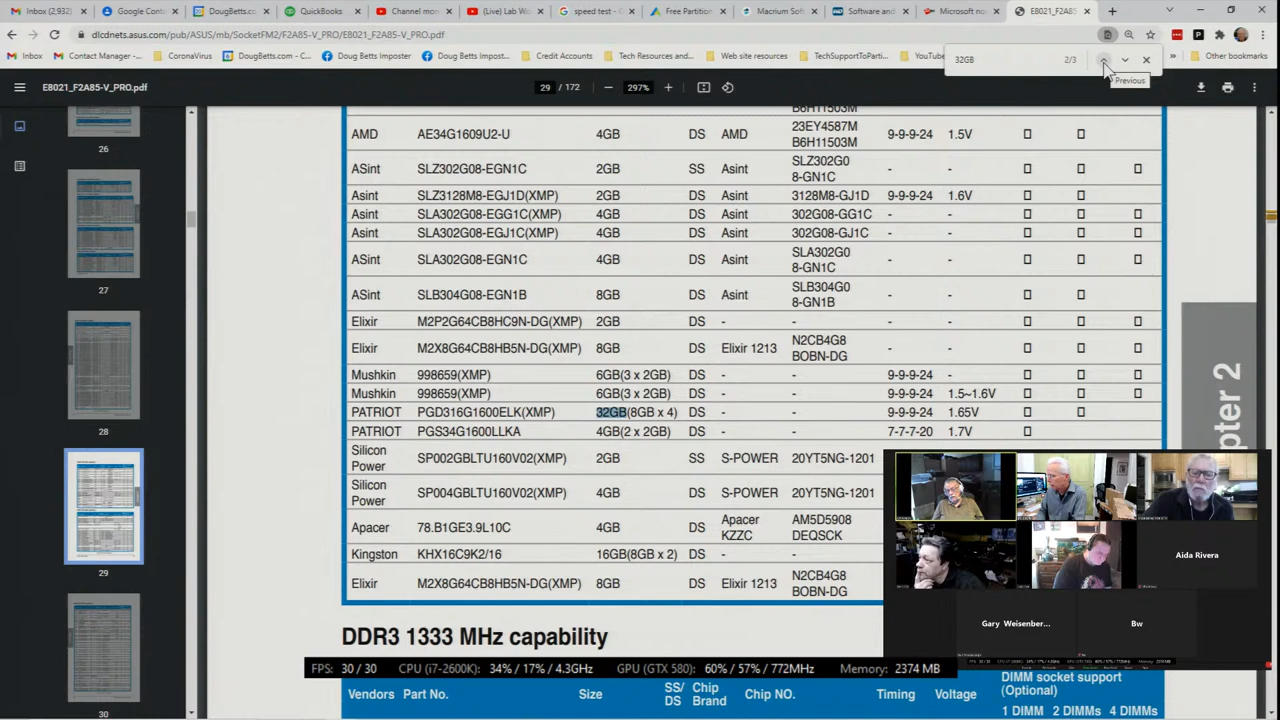 Inbox (2,932)
Google Conta
DougBetts.co
QuickBooks
Channel mon
(Live) Lab Wo
speed test -
Free Partition
Macrium Soft
Software and
Microsoft no
E8021_F2A85-
dlcdnets.asus.com/pub/ASUS/mb/SocketFM2/F2A85-V_PRO/E8021_F2A85-V_PRO.pdf
Inbox
Contact Manager -...
CoronaVirus
DougBetts.com - C...
Doug Betts Imposter
Credit Accounts
Tech Resources and...
Web site resources
TechSupportToParti...
YouTube
Other bookmarks
32GB
2/3
Previous
E8021_F2A85-V_PRO.pdf
29 / 172
297%
26
27
28
29
30
B6H11503M
AMD AE34G1609U2-U 4GB DS AMD 23EY4587M B6H11503M 9-9-9-24 1.5V
ASint SLZ302G08-EGN1C 2GB SS Asint SLZ302G0 8-GN1C - -
Asint SLZ3128M8-EGJ1D(XMP) 2GB DS Asint 3128M8-GJ1D 9-9-9-24 1.6V
Asint SLA302G08-EGG1C(XMP) 4GB DS Asint 302G08-GG1C - -
Asint SLA302G08-EGJ1C(XMP) 4GB DS Asint 302G08-GJ1C - -
ASint SLA302G08-EGN1C 4GB DS Asint SLA302G0 8-GN1C - -
ASint SLB304G08-EGN1B 8GB DS Asint SLB304G0 8-GN1B - -
Elixir M2P2G64CB8HC9N-DG(XMP) 2GB DS - - - -
Elixir M2X8G64CB8HB5N-DG(XMP) 8GB DS Elixir 1213 N2CB4G8 BOBN-DG - -
Mushkin 998659(XMP) 6GB(3 x 2GB) DS - - 9-9-9-24 -
Mushkin 998659(XMP) 6GB(3 x 2GB) DS - - 9-9-9-24 1.5~1.6V
PATRIOT PGD316G1600ELK(XMP) 32GB(8GB x 4) DS - - 9-9-9-24 1.65V
PATRIOT PGS34G1600LLKA 4GB(2 x 2GB) DS - - 7-7-7-20 1.7V
Silicon Power SP002GBLTU160V02(XMP) 2GB SS S-POWER 20YT5NG-1201
Silicon Power SP004GBLTU160V02(XMP) 4GB DS S-POWER 20YT5NG-1201
Apacer 78.B1GE3.9L10C 4GB DS Apacer KZZC AM5D5908 DEQSCK
Kingston KHX16C9K2/16 16GB(8GB x 2) DS - -
Elixir M2X8G64CB8HB5N-DG(XMP) 8GB DS Elixir 1213 N2CB4G8 BOBN-DG
pter 2
DDR3 1333 MHz capability
Aida Rivera
Gary Weisenber...
Bw
FPS: 30 / 30 CPU (i7-2600K): 34% / 17% / 4.3GHz GPU (GTX 580): 60% / 57% / 772MHz Memory: 2374 MB
Vendors Part No. Size SS/ DS Chip Brand Chip NO. Timing Voltage DIMM socket support (Optional)
1 DIMM 2 DIMMs 4 DIMMs